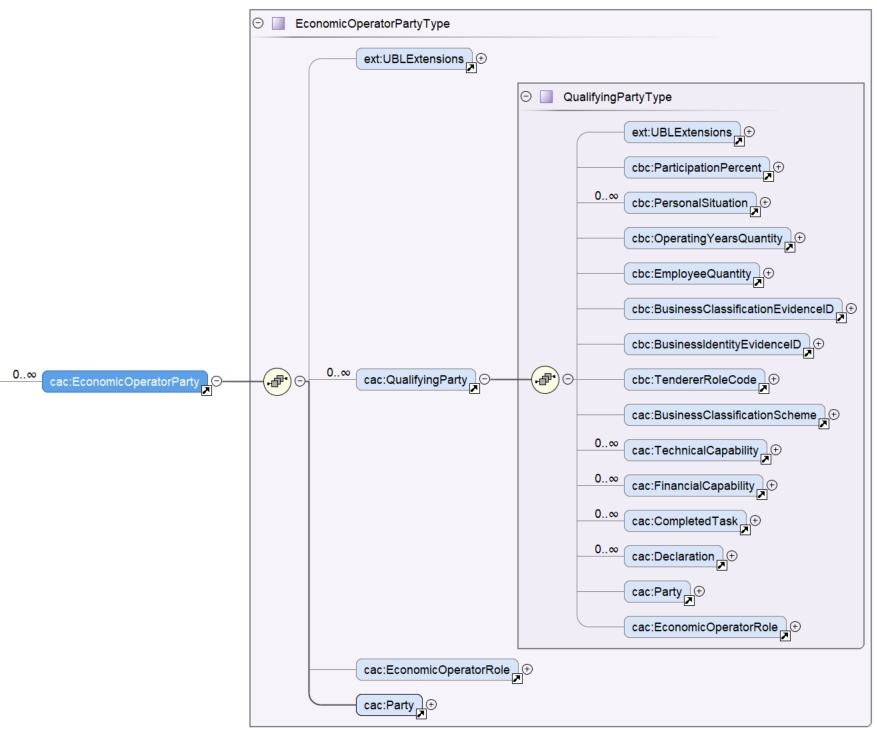 EconomicOperatorPartyType
ext:UBLExtensions
QualifyingPartyType
ext:UBLExtensions
cbc:ParticipationPercent
0..∞
cbc:PersonalSituation
cbc:OperatingYearsQuantity
cbc:EmployeeQuantity
cbc:BusinessClassificationEvidenceID
cbc:BusinessIdentityEvidenceID
0..∞
cac:EconomicOperatorParty
0..∞
cac:QualifyingParty
cbc:TendererRoleCode
cac:BusinessClassificationScheme
0..∞
cac:TechnicalCapability
0..∞
cac:FinancialCapability
0..∞
cac:CompletedTask
0..∞
cac:Declaration
cac:Party
cac:EconomicOperatorRole
cac:EconomicOperatorRole
cac:Party